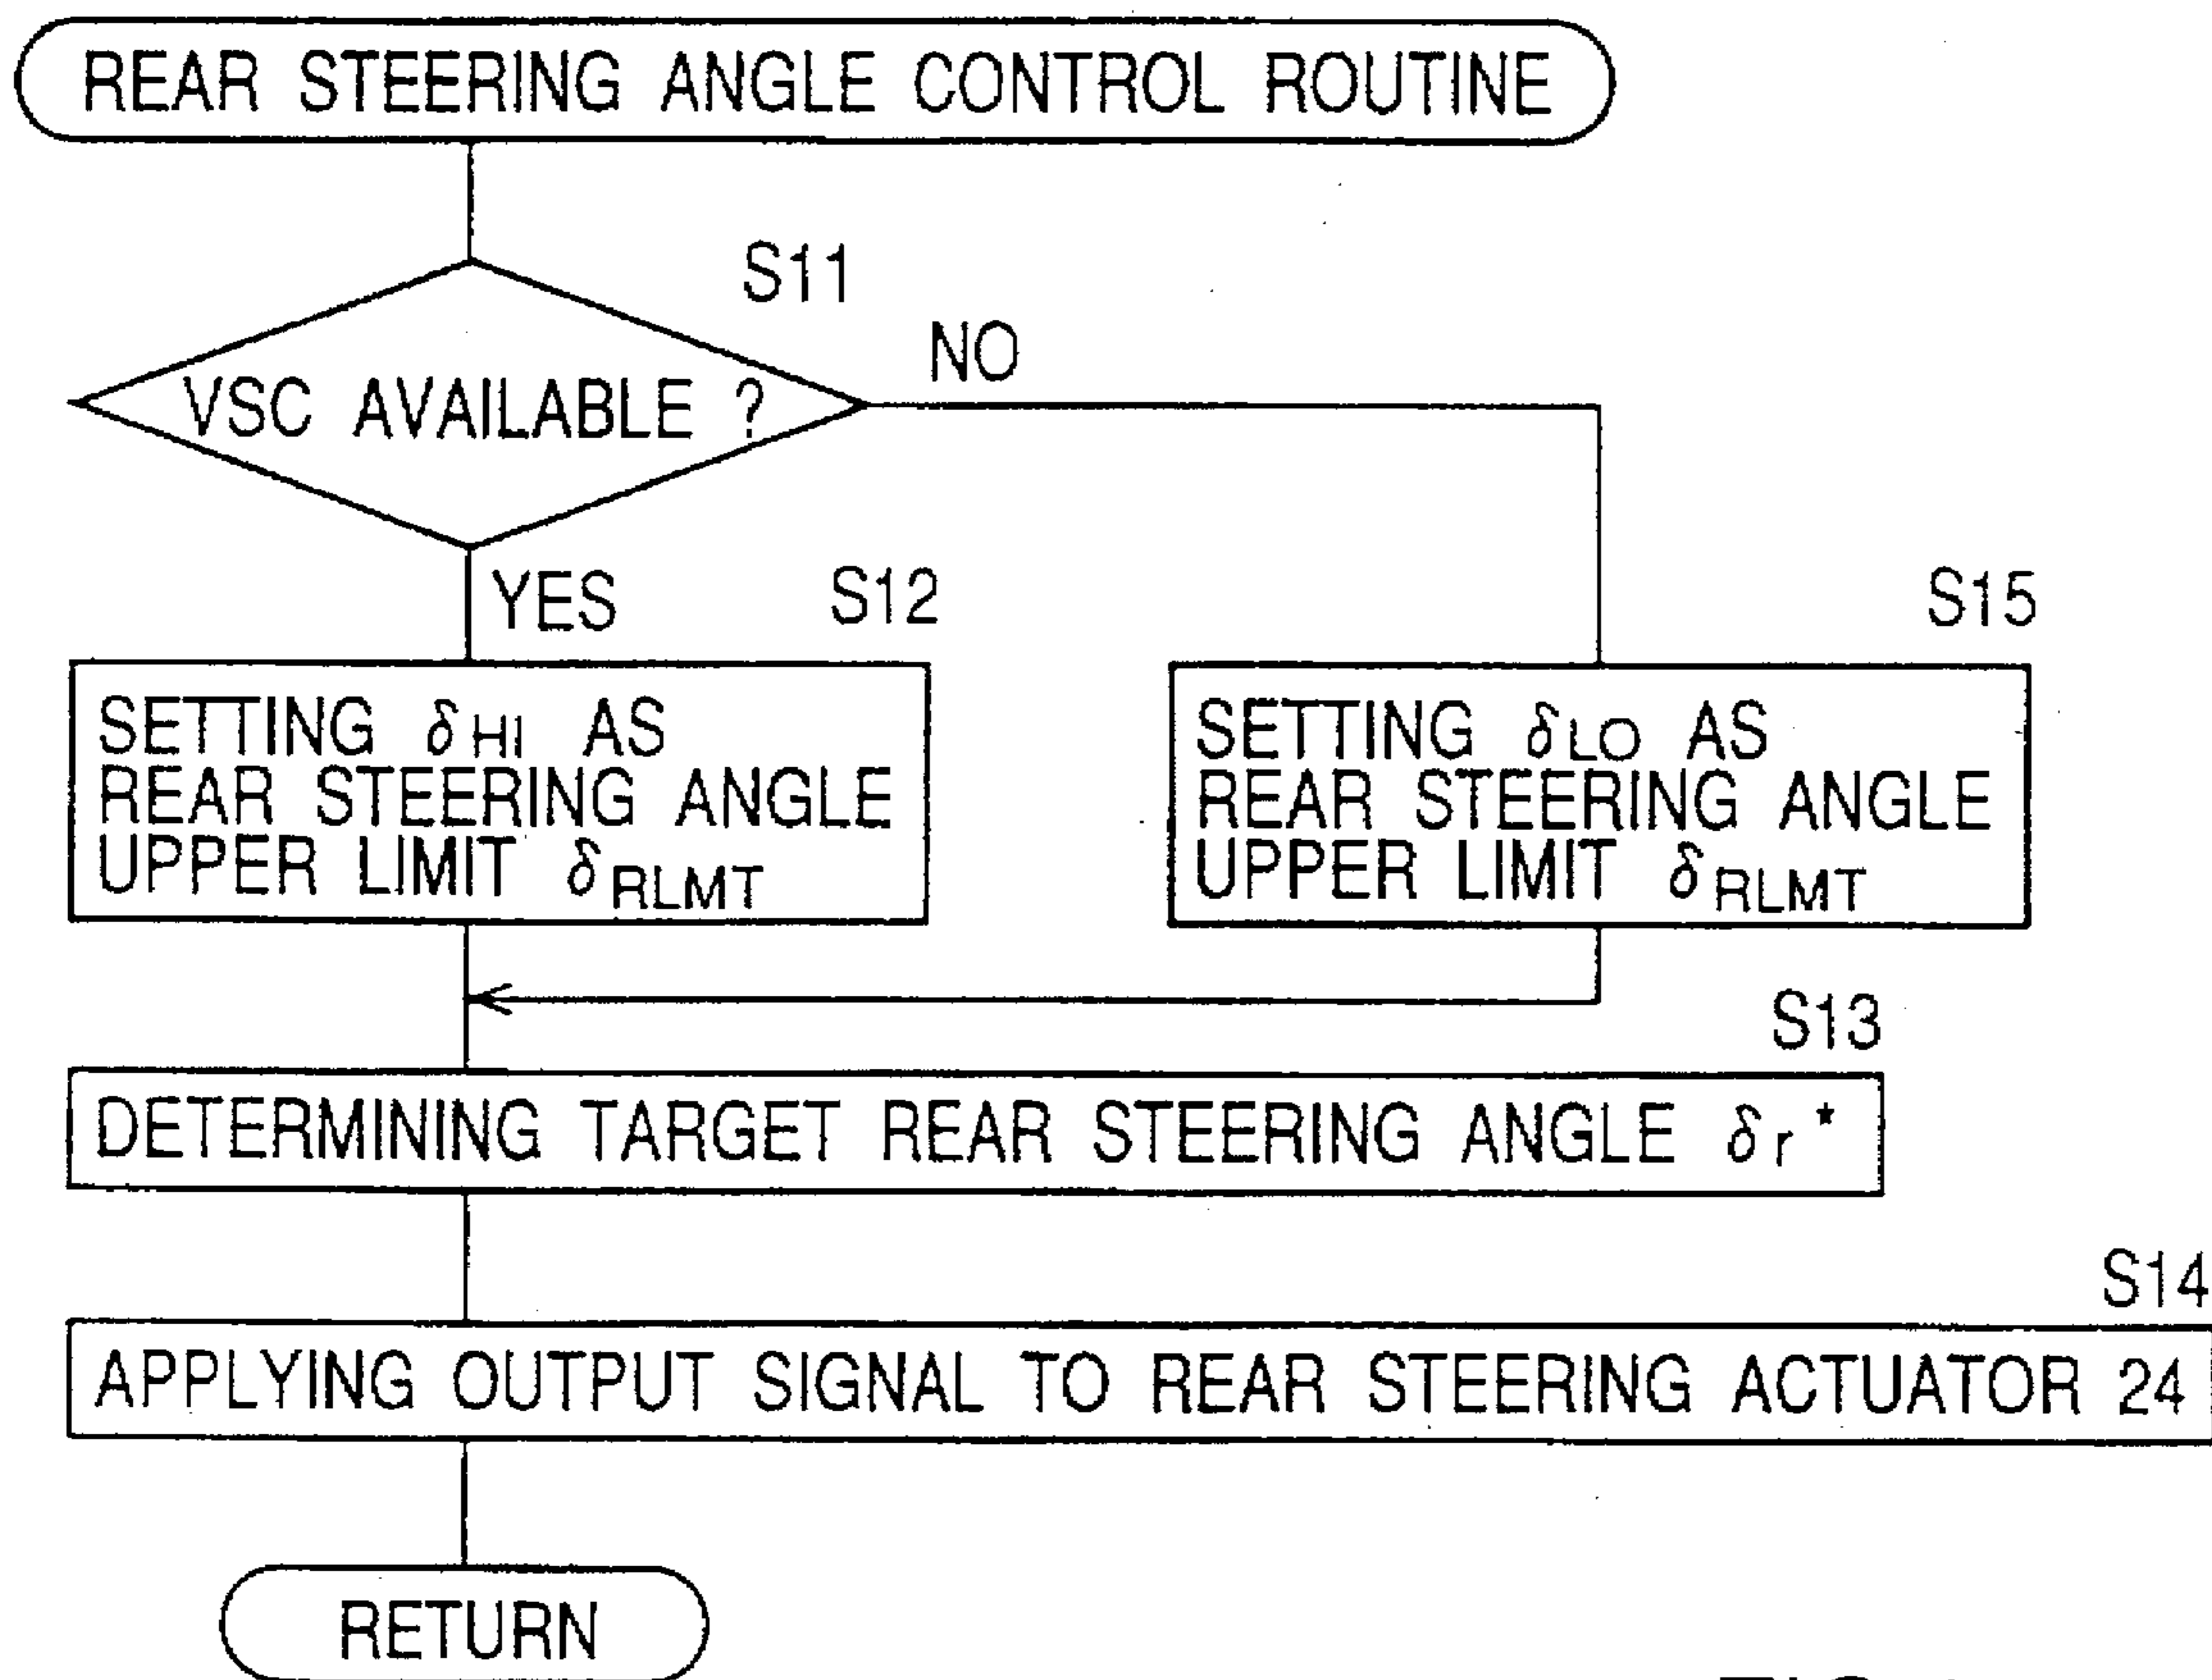 REAR STEERING ANGLE CONTROL ROUTINE
S11
VSC AVAILABLE ?
NO
YES
S12
SETTING δHI AS
REAR STEERING ANGLE
UPPER LIMIT δRLMT
S15
SETTING δLO AS
REAR STEERING ANGLE
UPPER LIMIT δRLMT
S13
DETERMINING TARGET REAR STEERING ANGLE δr*
S14
APPLYING OUTPUT SIGNAL TO REAR STEERING ACTUATOR 24
RETURN